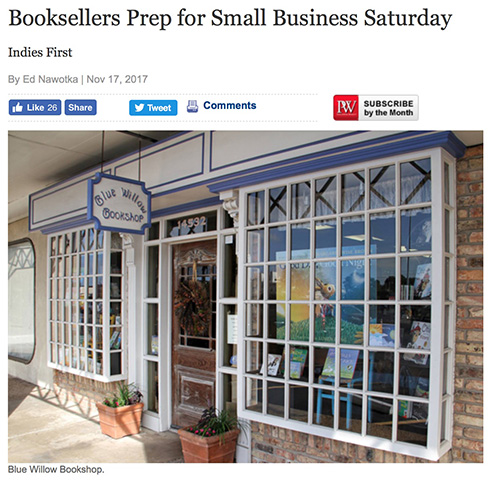 Booksellers Prep for Small Business Saturday
Indies First
By Ed Nawotka | Nov 17, 2017
Like 26 Share Tweet Comments
PW SUBSCRIBE
by the Month
Blue Willow
Bookshop
14532
Blue Willow Bookshop.